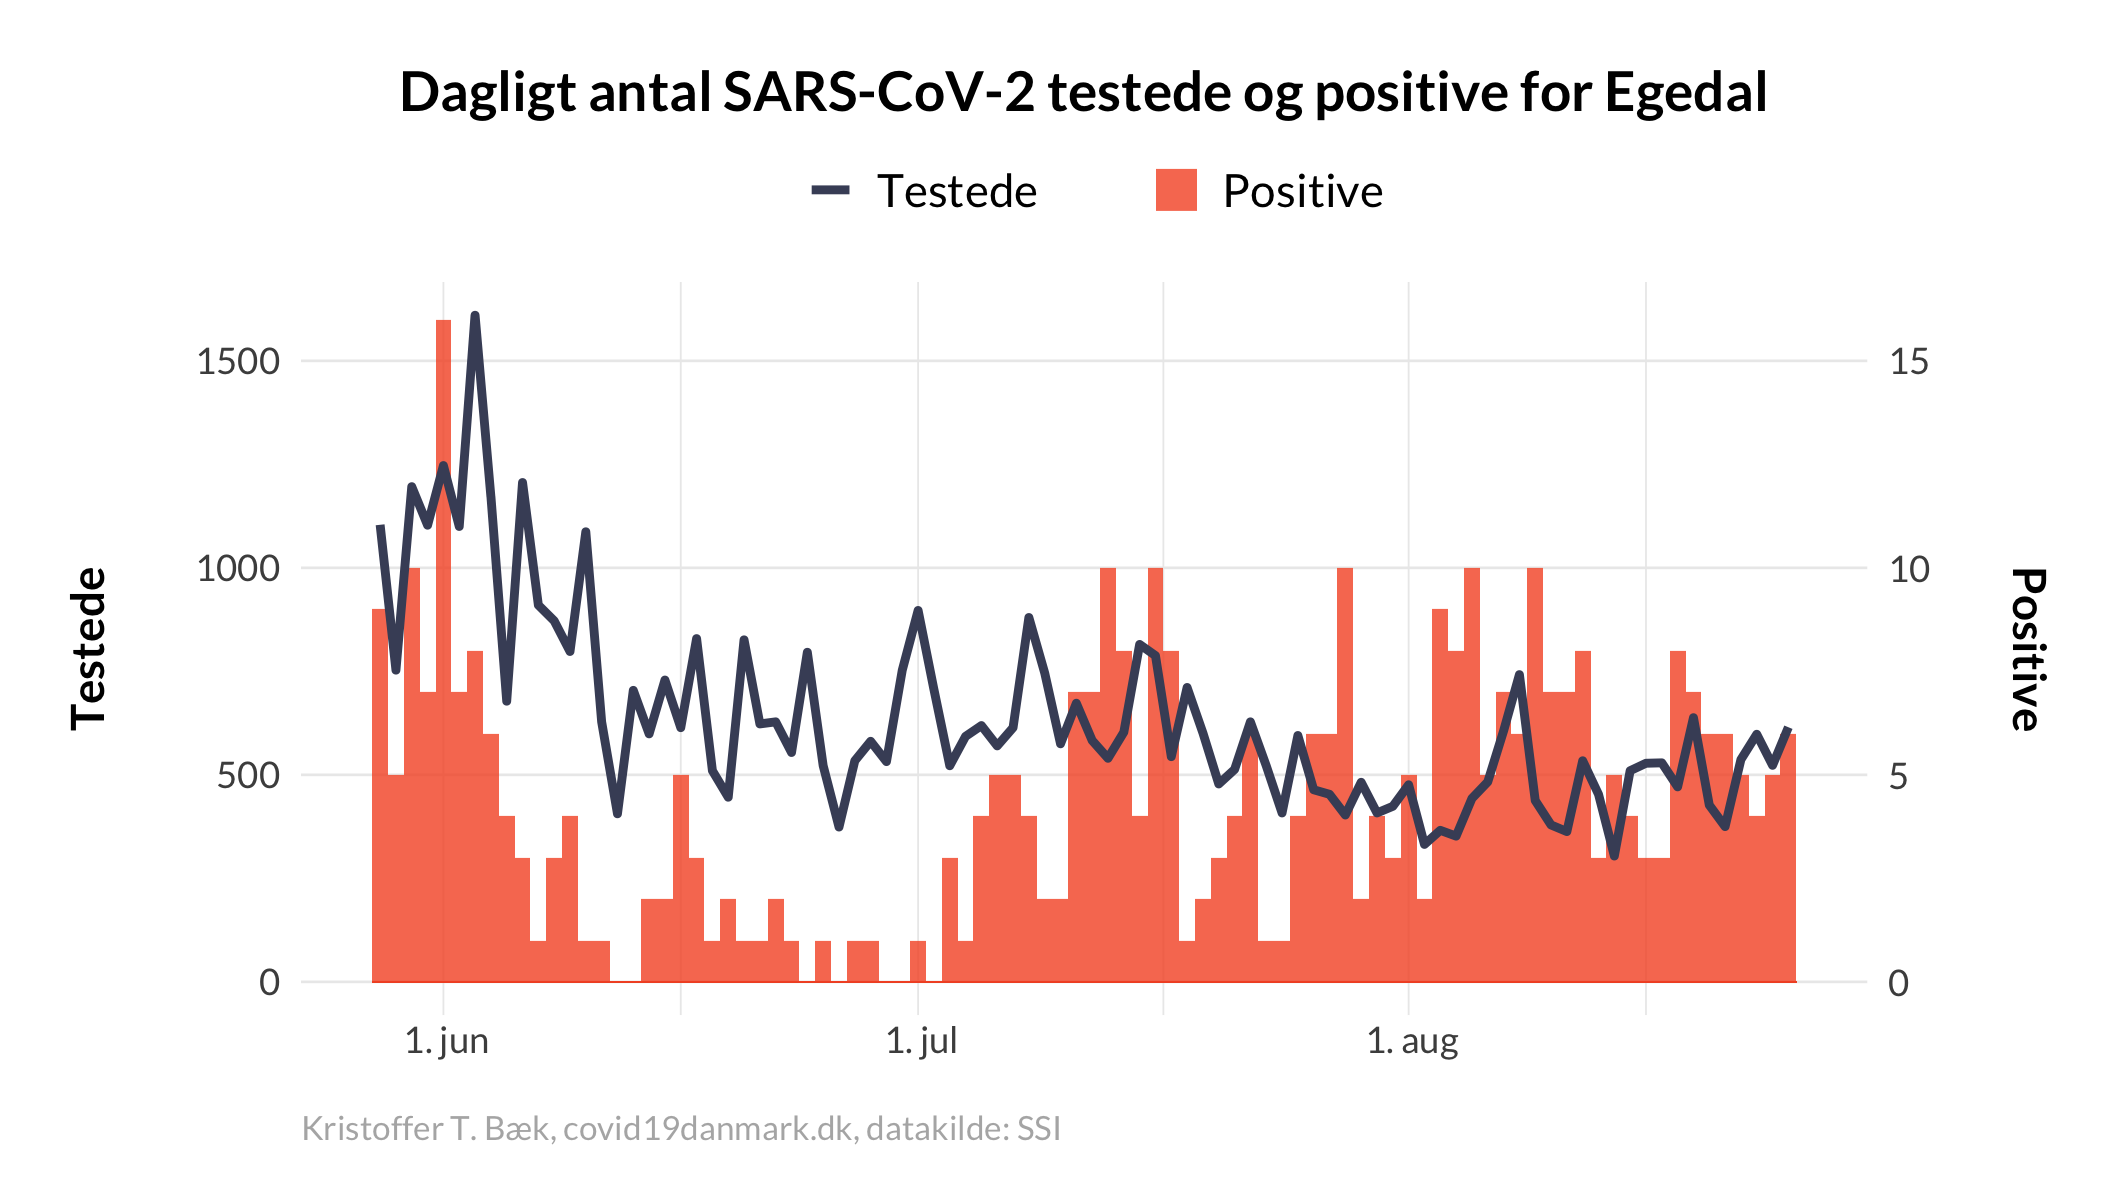 Dagligt antal SARS-CoV-2 testede og positive for Egedal
Testede
Positive
Testede
1500
1000
500
0
15
10
5
0
Positive
1. jun
1. jul
1. aug
Kristoffer T. Bæk, covid19danmark.dk, datakilde: SSI